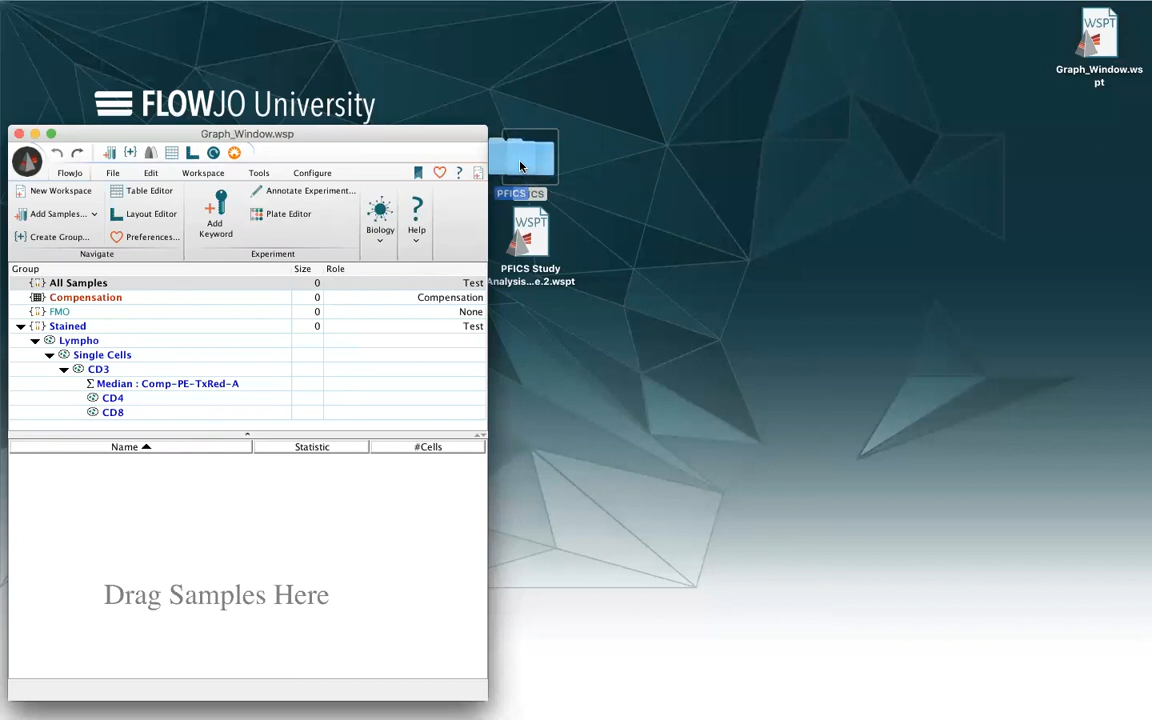 WSPT
Graph_Window.ws
pt
FLOWJO University
Graph_Window.wsp
FlowJo File Edit Workspace Tools Configure
New Workspace
Add Samples...
Create Group...
Table Editor
Layout Editor
Preferences...
Navigate
Add
Keyword
Annotate Experiment...
Plate Editor
Experiment
Biology
Help
PFICS
WSPT
PFICS Study
Analysis...e.2.wspt
Group Size Role
All Samples 0 Test
Compensation 0 Compensation
FMO 0 None
Stained 0 Test
Lympho
Single Cells
CD3
Σ Median : Comp-PE-TxRed-A
CD4
CD8
Name Statistic #Cells
Drag Samples Here